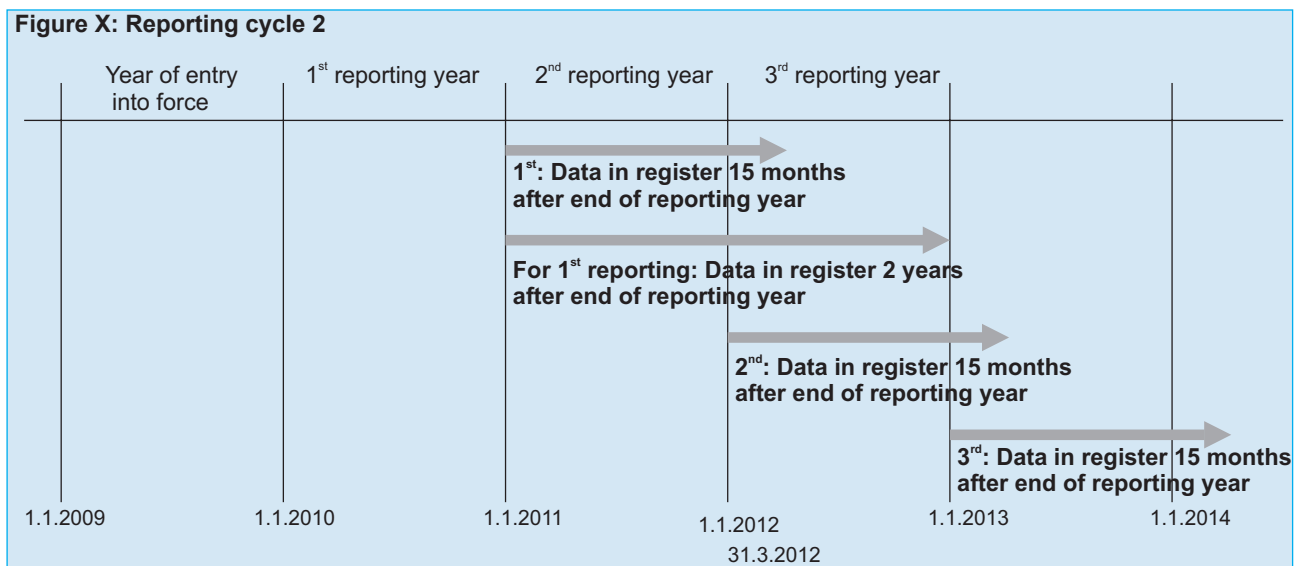 Figure X: Reporting cycle 2
Year of entry
into force
1st reporting year
2nd reporting year
3rd reporting year
1st: Data in register 15 months
after end of reporting year
For 1st reporting: Data in register 2 years
after end of reporting year
2nd: Data in register 15 months
after end of reporting year
3rd: Data in register 15 months
after end of reporting year
1.1.2009
1.1.2010
1.1.2011
1.1.2012
31.3.2012
1.1.2013
1.1.2014